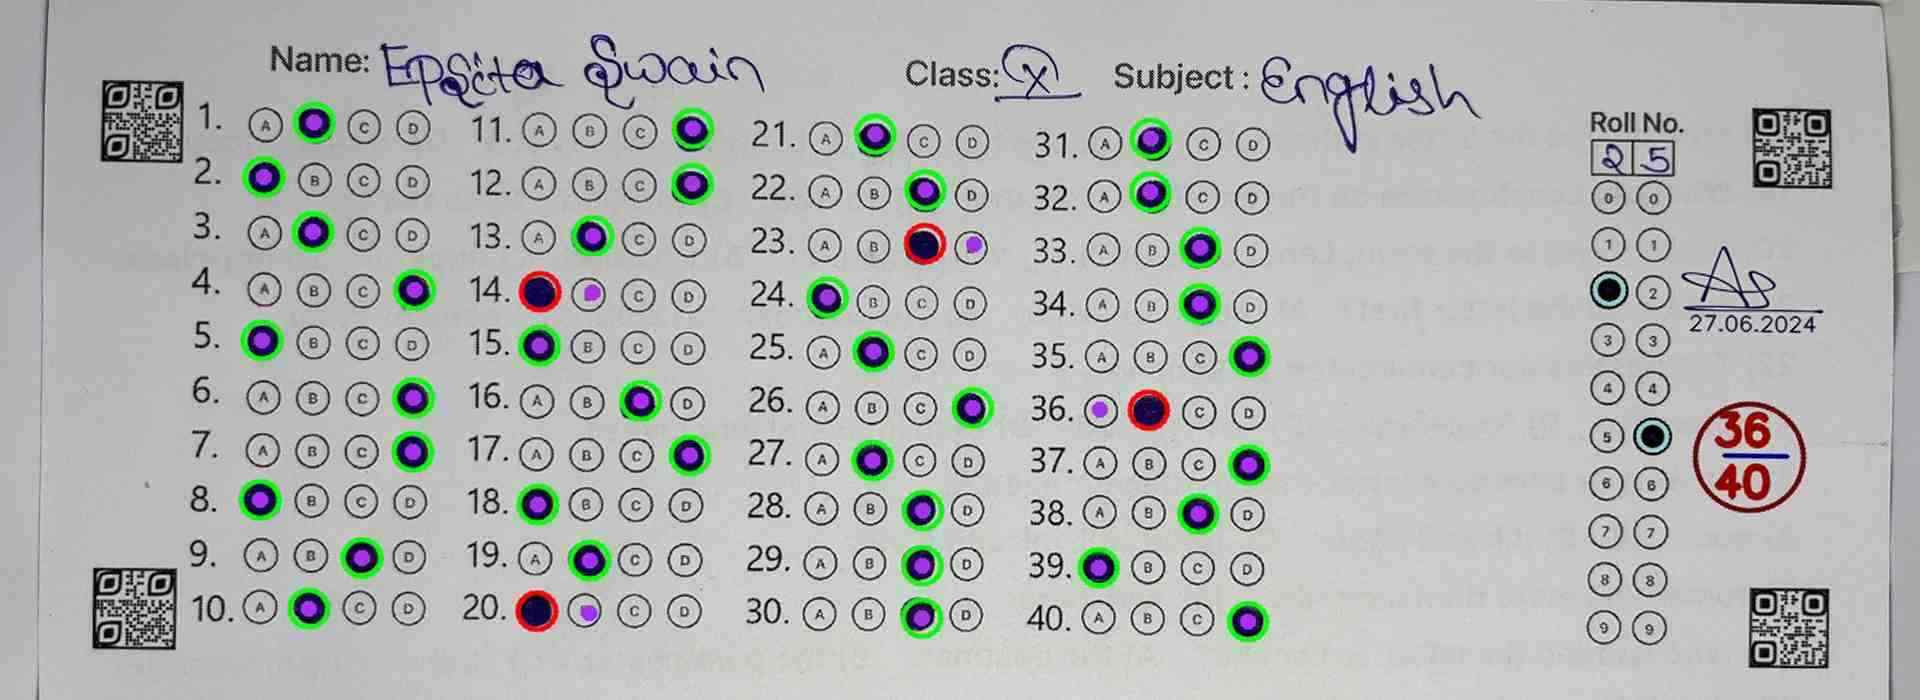 Name: Epsita Swain Class: X Subject: English
1. A C D 11. A B C 21. A C D 31. A C D
2. B C D 12. A B C 22. A B D 32. A C D
3. A C D 13. A C D 23. A B 33. A B D
4. A B C 14. C D 24. B C D 34. A B D
5. B C D 15. B C D 25. A C D 35. A B C
6. A B C 16. A B D 26. A B C 36. C D
7. A B C 17. A B C 27. A C D 37. A B C
8. B C D 18. B C D 28. A B D 38. A B D
9. A B D 19. A C D 29. A B D 39. B C D
10. A C D 20. C D 30. A B D 40. A B C
Roll No.
2 5
0 0
1 1
2
3 3
4 4
5
6 6
7 7
8 8
9 9
27.06.2024
36
40